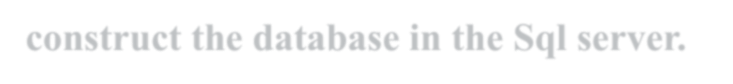 construct the database in the Sql server.